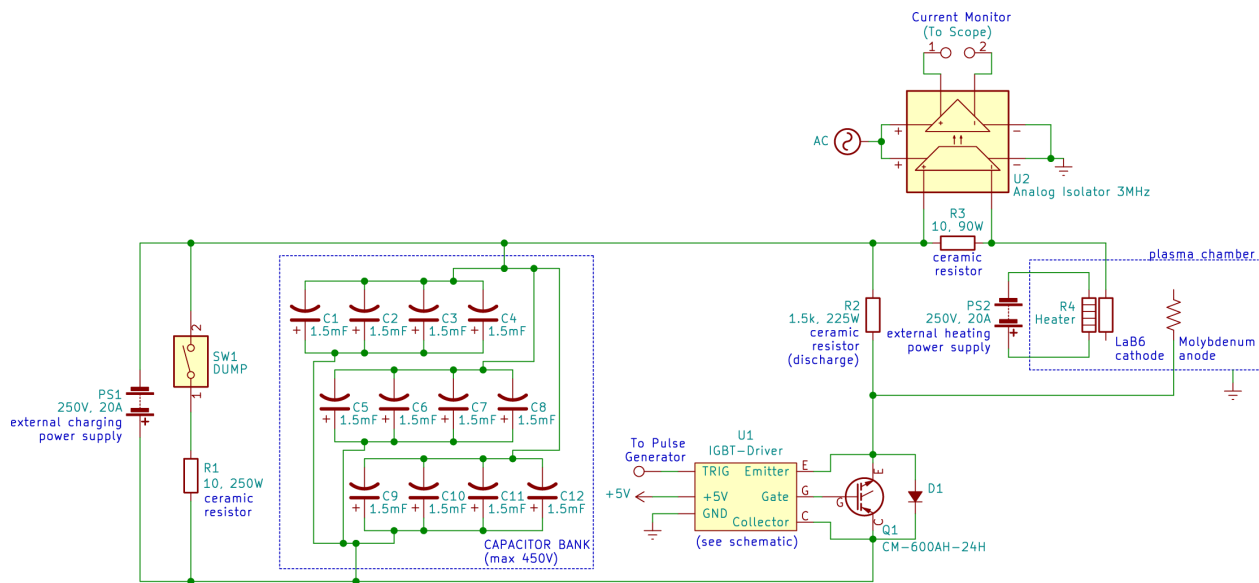 Current Monitor
(To Scope)
1
2
AC
+
−
+
−
+
−
+
−
U2
Analog Isolator 3MHz
R3
10, 90W
ceramic
resistor
plasma chamber
2
SW1
DUMP
1
PS1
250V, 20A
external charging
power supply
+
R1
10, 250W
ceramic
resistor
C1
1.5mF
+
C2
1.5mF
+
C3
1.5mF
+
C4
1.5mF
+
C5
1.5mF
+
C6
1.5mF
+
C7
1.5mF
+
C8
1.5mF
+
C9
1.5mF
+
C10
1.5mF
+
C11
1.5mF
+
C12
1.5mF
+
CAPACITOR BANK
(max 450V)
R2
1.5k, 225W
ceramic
resistor
(discharge)
PS2
250V, 20A
external heating
power supply
+
R4
Heater
LaB6
cathode
Molybdenum
anode
To Pulse
Generator
+5V
U1
IGBT-Driver
TRIG
+5V
GND
Emitter
Gate
Collector
E
G
C
(see schematic)
E
G
C
Q1
CM-600AH-24H
D1